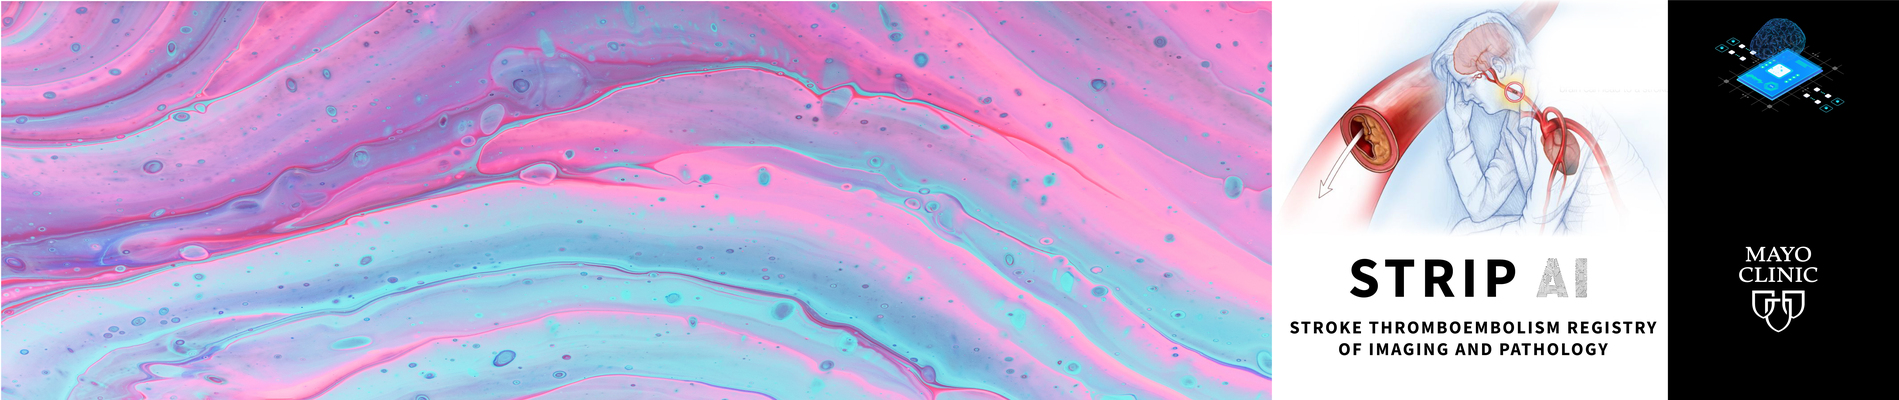 STRIP AI
STROKE THROMBOEMBOLISM REGISTRY
OF IMAGING AND PATHOLOGY
MAYO
CLINIC